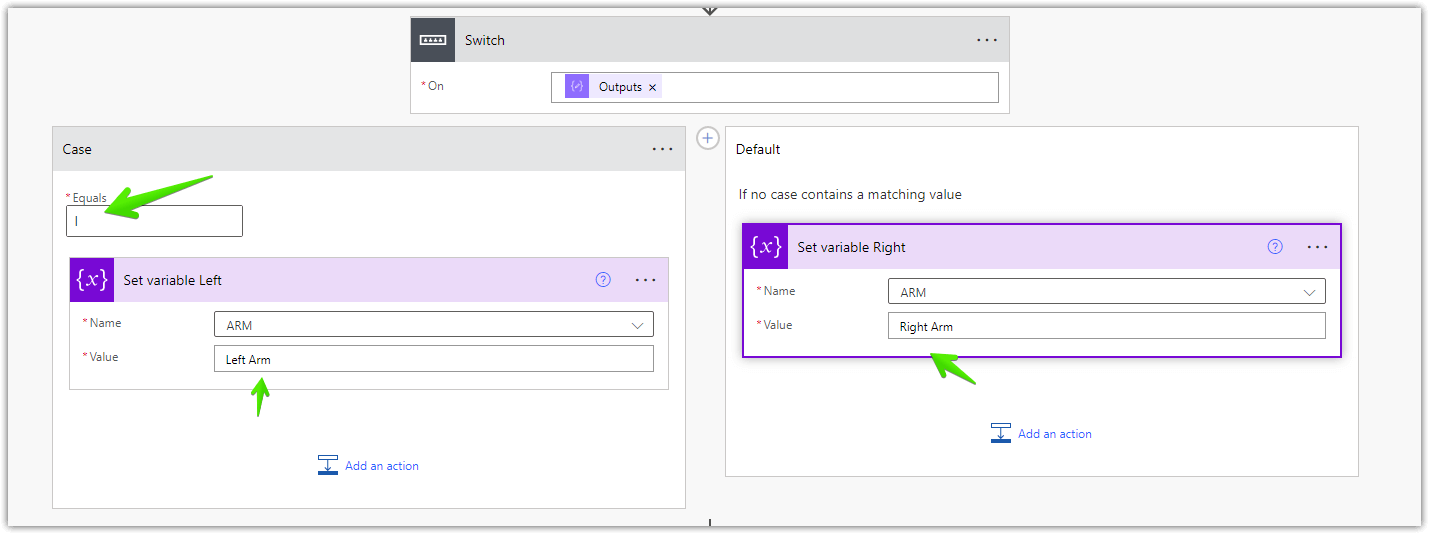 Switch
...
*On
Outputs ×
Case
...
*Equals
l
{x} Set variable Left ? ...
*Name
ARM
*Value
Left Arm
Add an action
+
Default
If no case contains a matching value
{x} Set variable Right ? ...
*Name
ARM
*Value
Right Arm
Add an action